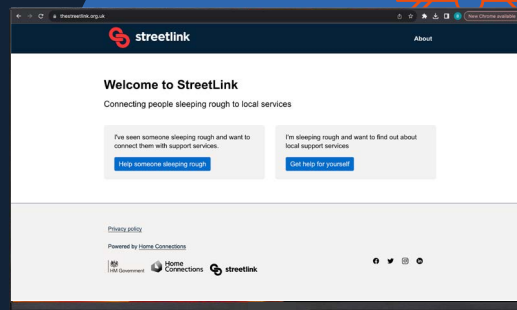 thestreetlink.org.uk
New Chrome available
streetlink
About
Welcome to StreetLink
Connecting people sleeping rough to local services
I've seen someone sleeping rough and want to
connect them with support services.
Help someone sleeping rough
I'm sleeping rough and want to find out about
local support services
Get help for yourself
Privacy policy
Powered by Home Connections
HM Government
Home
Connections
streetlink